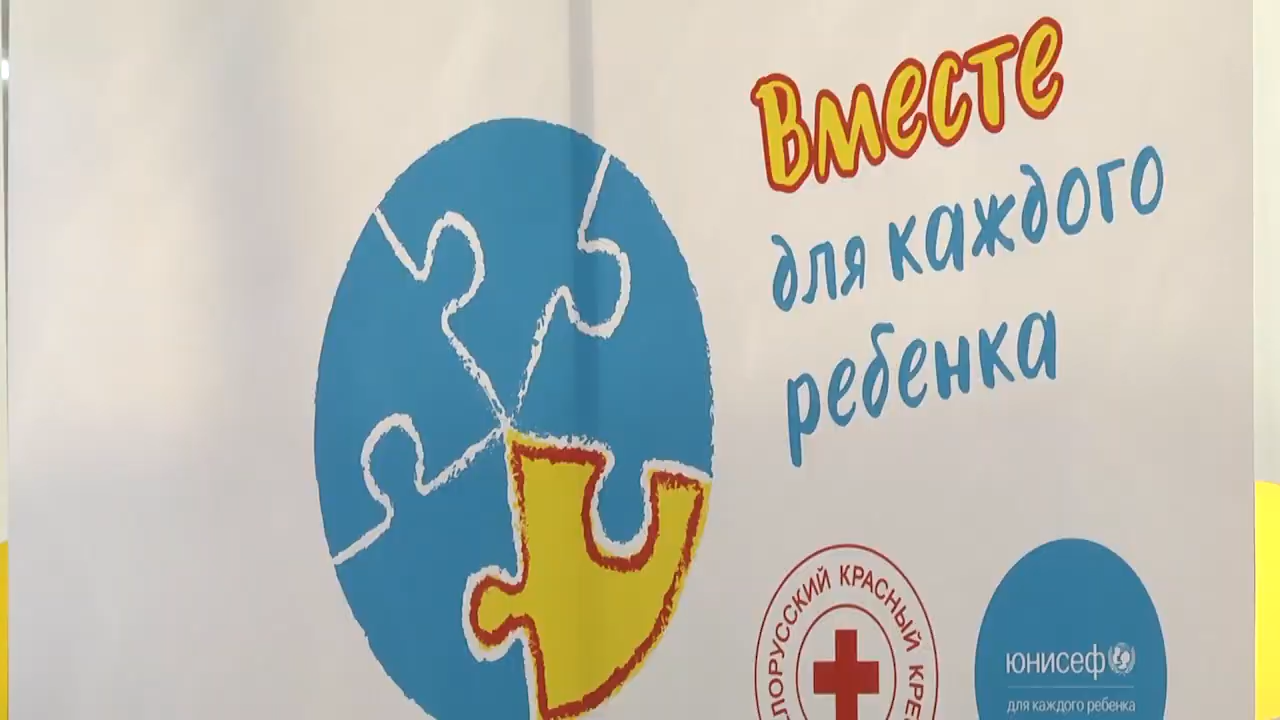 Вместе
для каждого
ребенка
ЛОРУССКИЙ КРАСНЫЙ КРЕ
юнисеф
для каждого ребенка